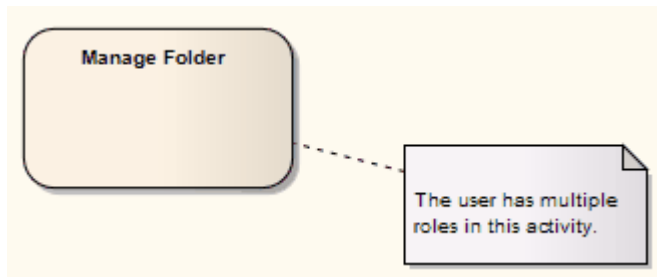 Manage Folder
The user has multiple
roles in this activity.